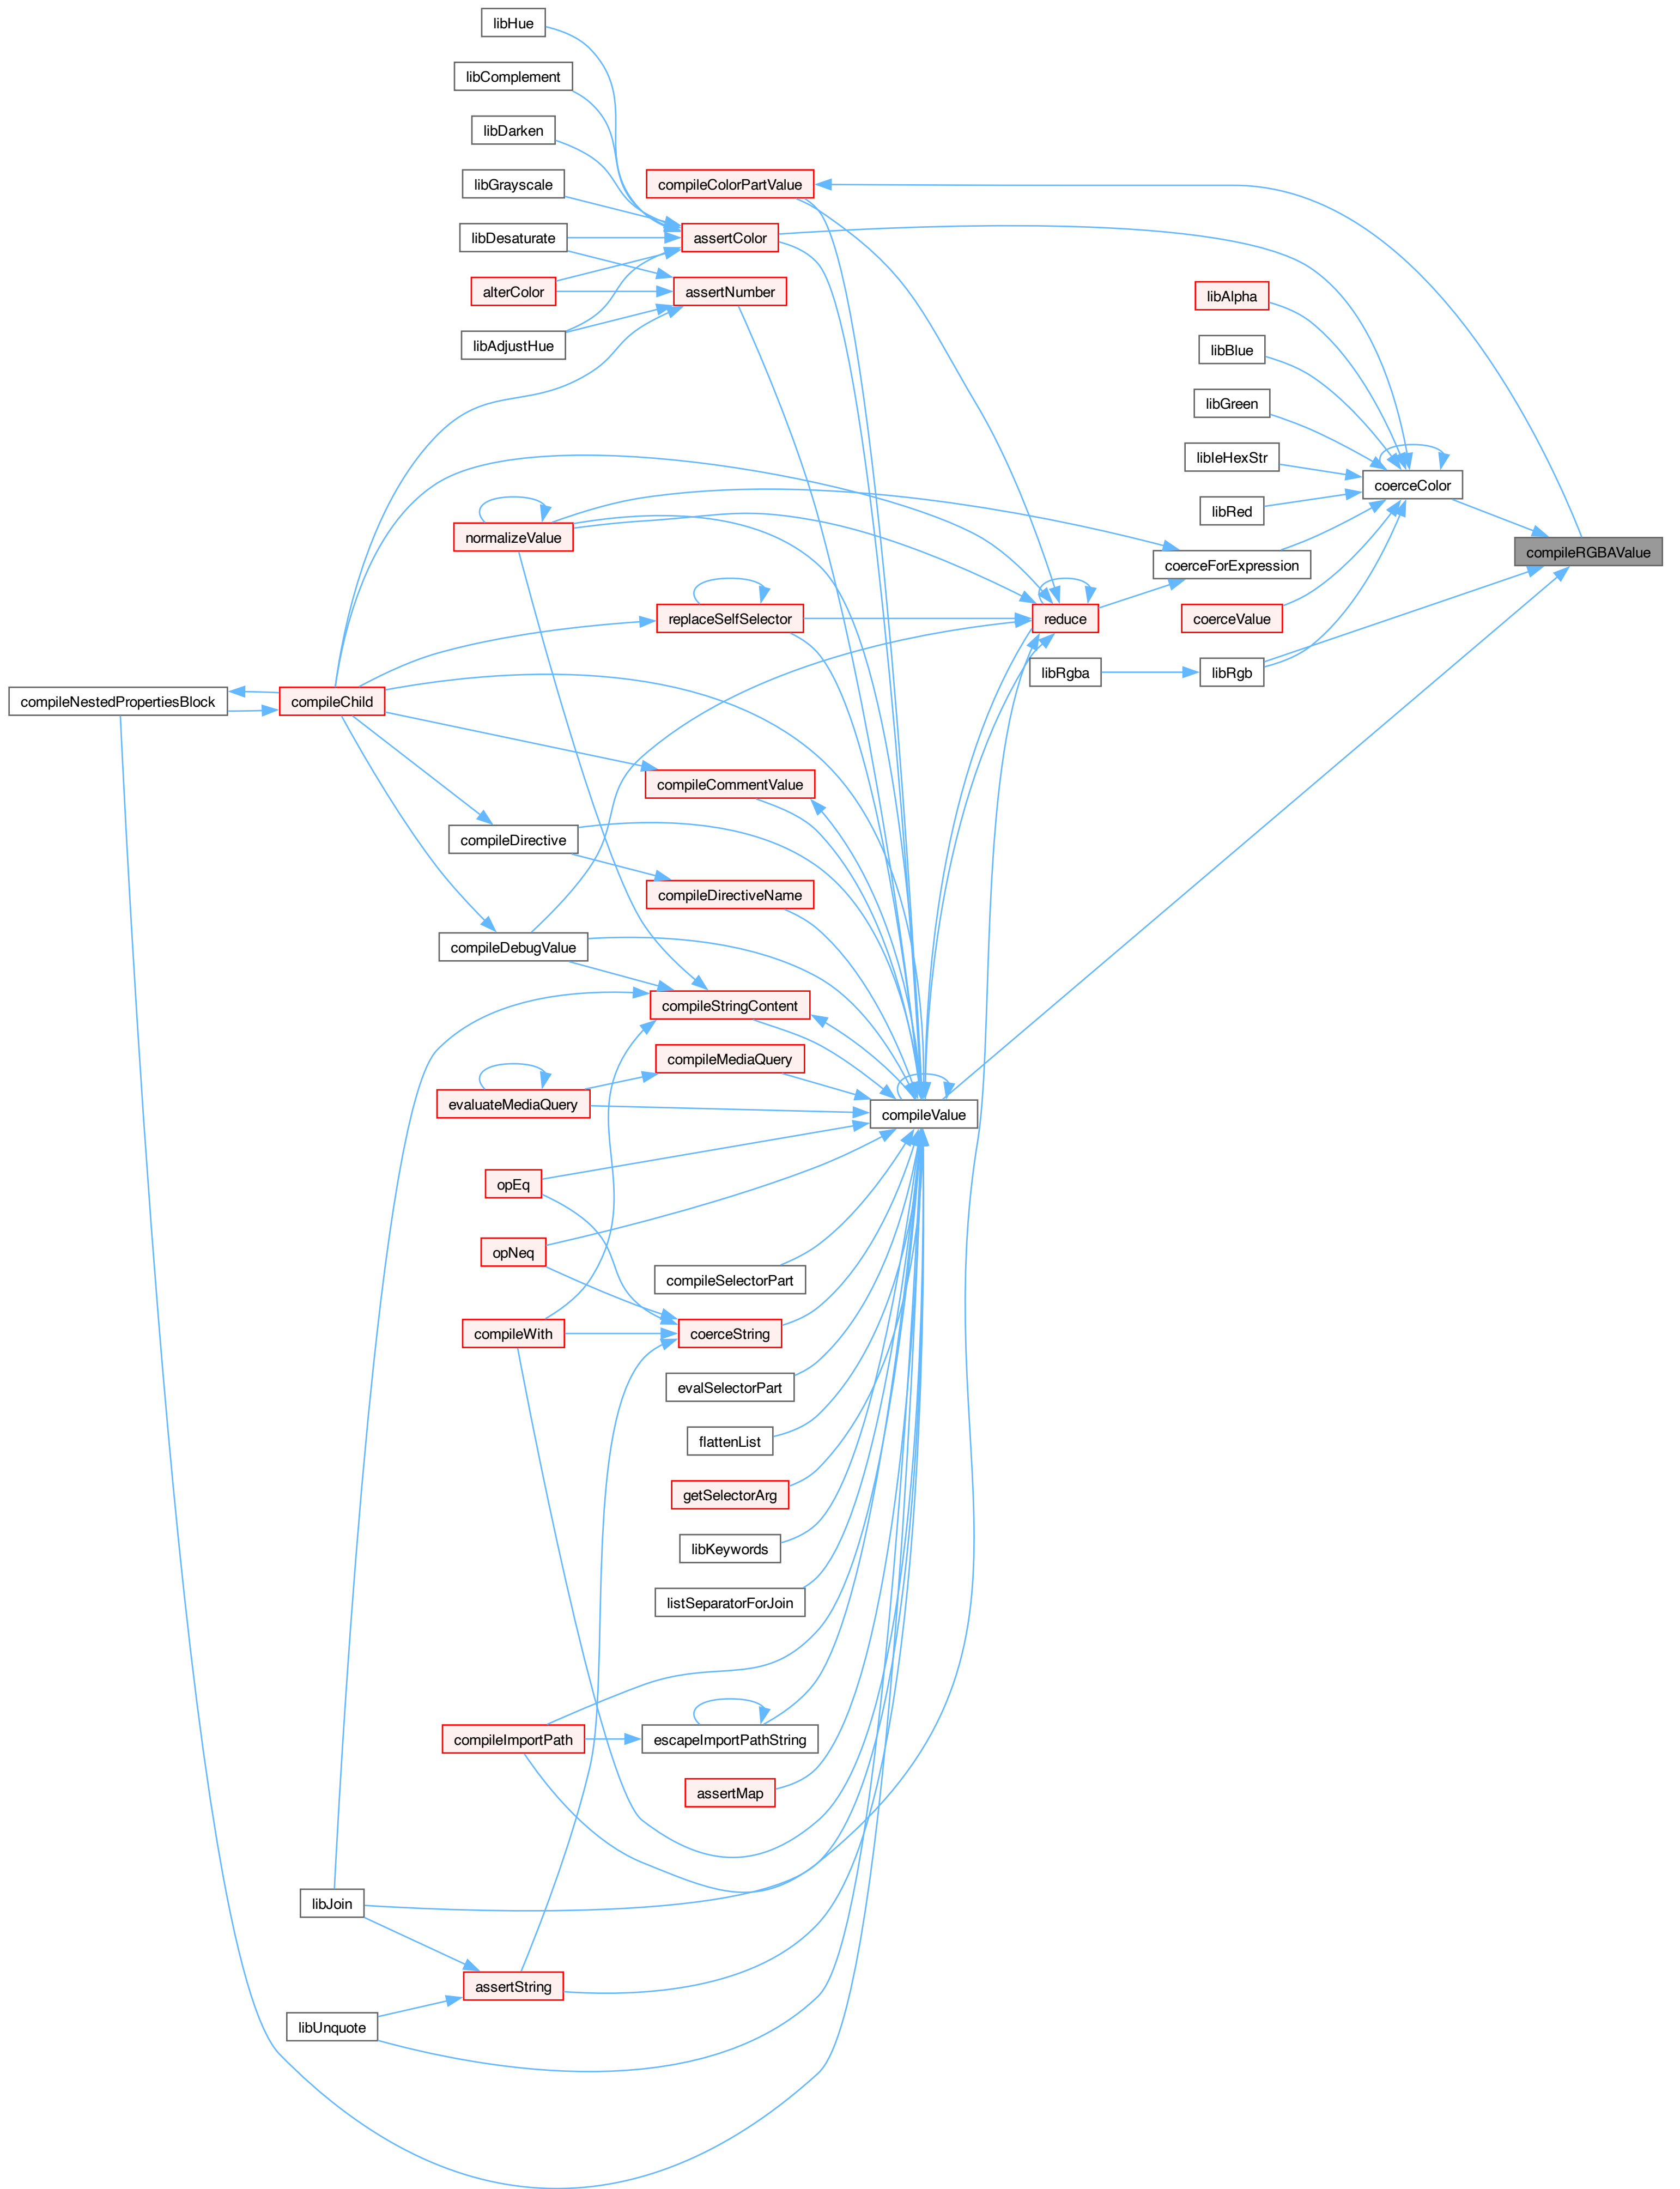 libHue
libComplement
libDarken
libGrayscale
compileColorPartValue
libDesaturate
assertColor
alterColor
assertNumber
libAlpha
libAdjustHue
libBlue
libGreen
libIeHexStr
coerceColor
libRed
normalizeValue
compileRGBAValue
coerceForExpression
replaceSelfSelector
reduce
coerceValue
libRgba
libRgb
compileNestedPropertiesBlock
compileChild
compileCommentValue
compileDirective
compileDirectiveName
compileDebugValue
compileStringContent
compileMediaQuery
evaluateMediaQuery
compileValue
opEq
opNeq
compileSelectorPart
compileWith
coerceString
evalSelectorPart
flattenList
getSelectorArg
libKeywords
listSeparatorForJoin
compileImportPath
escapeImportPathString
assertMap
libJoin
assertString
libUnquote